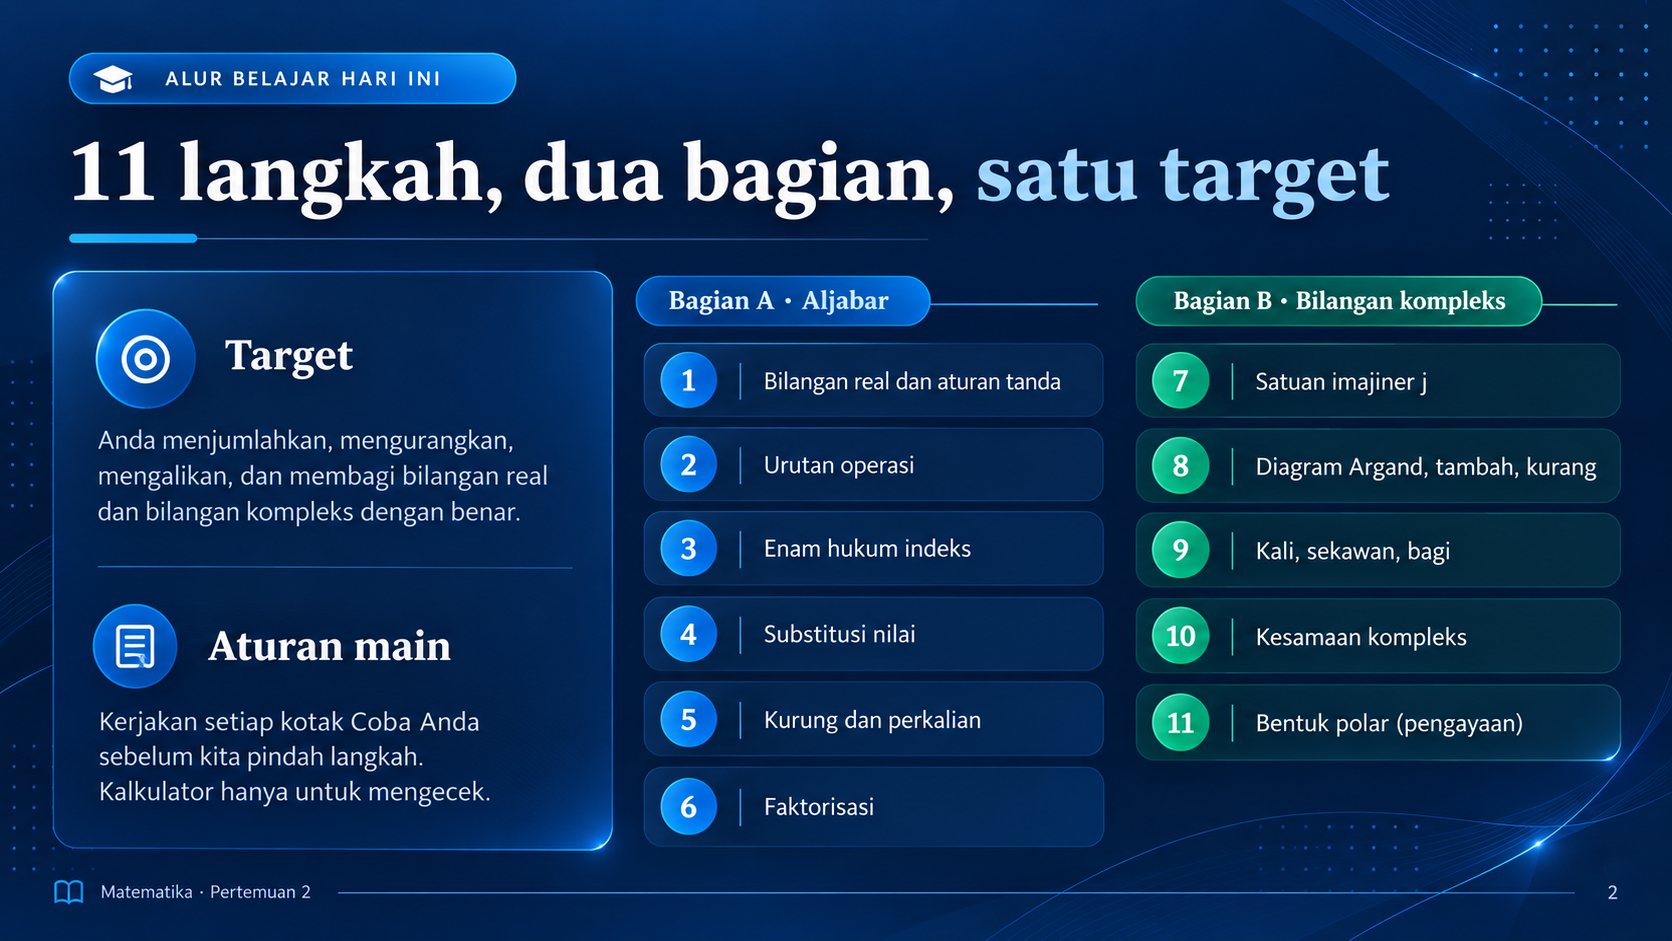 ALUR BELAJAR HARI INI
11 langkah, dua bagian, satu target
Target
Anda menjumlahkan, mengurangkan,
mengalikan, dan membagi bilangan real
dan bilangan kompleks dengan benar.
Aturan main
Kerjakan setiap kotak Coba Anda
sebelum kita pindah langkah.
Kalkulator hanya untuk mengecek.
Bagian A • Aljabar
1 Bilangan real dan aturan tanda
2 Urutan operasi
3 Enam hukum indeks
4 Substitusi nilai
5 Kurung dan perkalian
6 Faktorisasi
Bagian B • Bilangan kompleks
7 Satuan imajiner j
8 Diagram Argand, tambah, kurang
9 Kali, sekawan, bagi
10 Kesamaan kompleks
11 Bentuk polar (pengayaan)
Matematika · Pertemuan 2
2